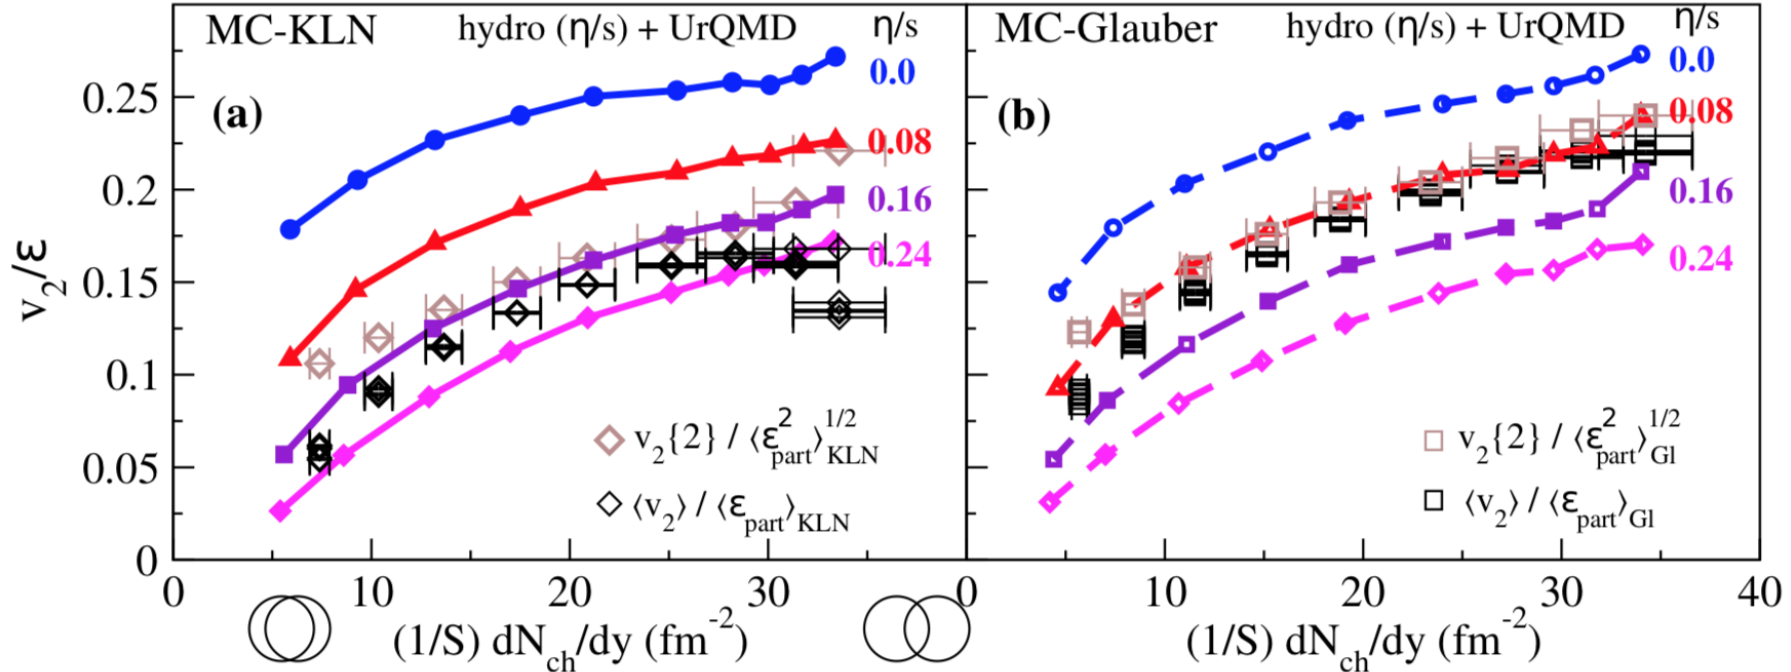 MC-KLN hydro (η/s) + UrQMD η/s
0.0
(a)
0.08
0.16
0.24
v₂{2} / ⟨ε²part⟩^1/2 KLN
⟨v₂⟩ / ⟨εpart⟩KLN
MC-Glauber hydro (η/s) + UrQMD η/s
0.0
(b)
0.08
0.16
0.24
v₂{2} / ⟨ε²part⟩^1/2 Gl
⟨v₂⟩ / ⟨εpart⟩Gl
v₂/ε
0.25
0.2
0.15
0.1
0.05
0
0 10 20 30 0 10 20 30 40
(1/S) dNch/dy (fm⁻²) (1/S) dNch/dy (fm⁻²)